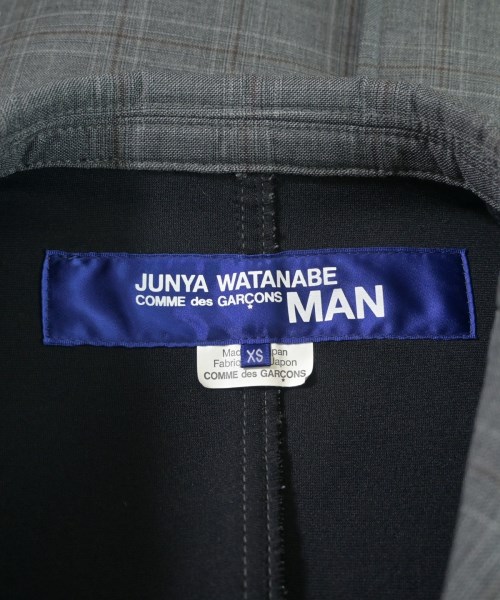 JUNYA WATANABE
COMME des GARÇONS MAN
XS
COMME des GARÇONS